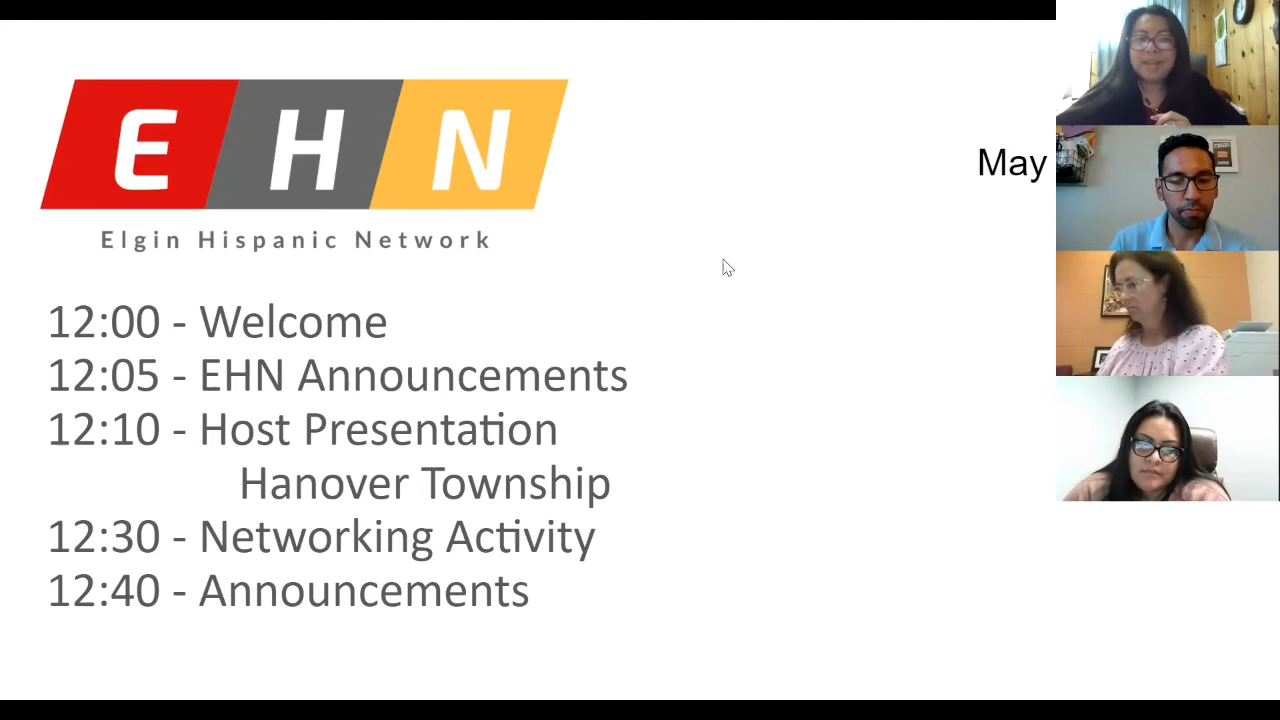 EHN
Elgin Hispanic Network
May
12:00 - Welcome
12:05 - EHN Announcements
12:10 - Host Presentation
Hanover Township
12:30 - Networking Activity
12:40 - Announcements